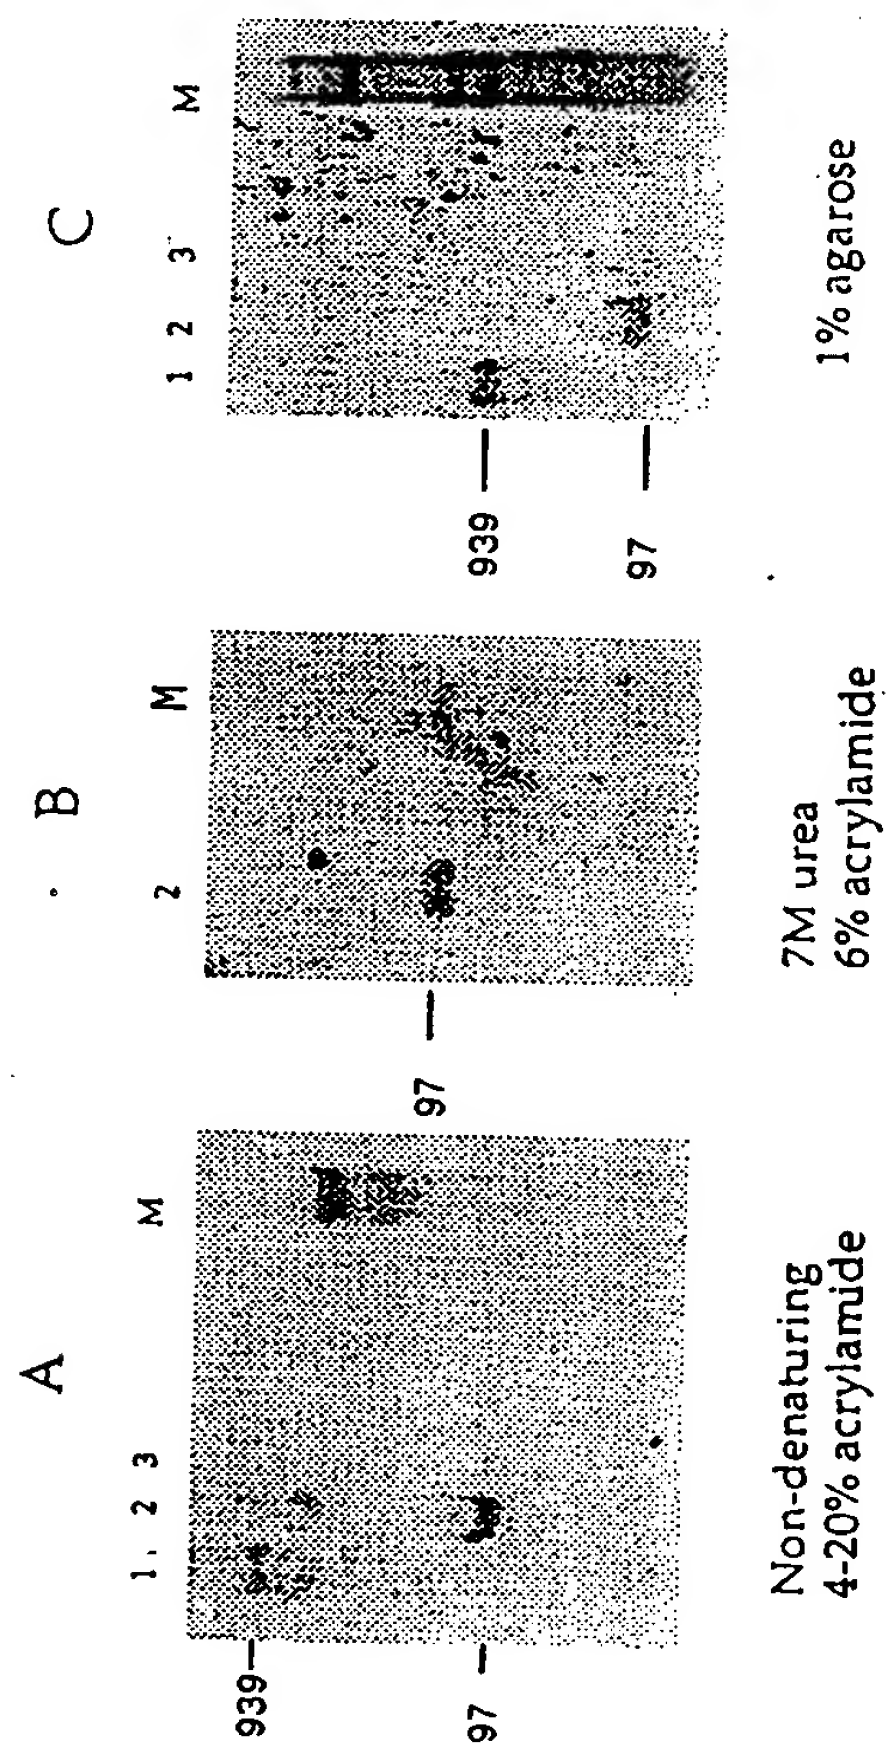 A
1 2 3 M
939
97
Non-denaturing
4-20% acrylamide
B
2 M
97
7M urea
6% acrylamide
C
1 2 3 M
939
97
1% agarose